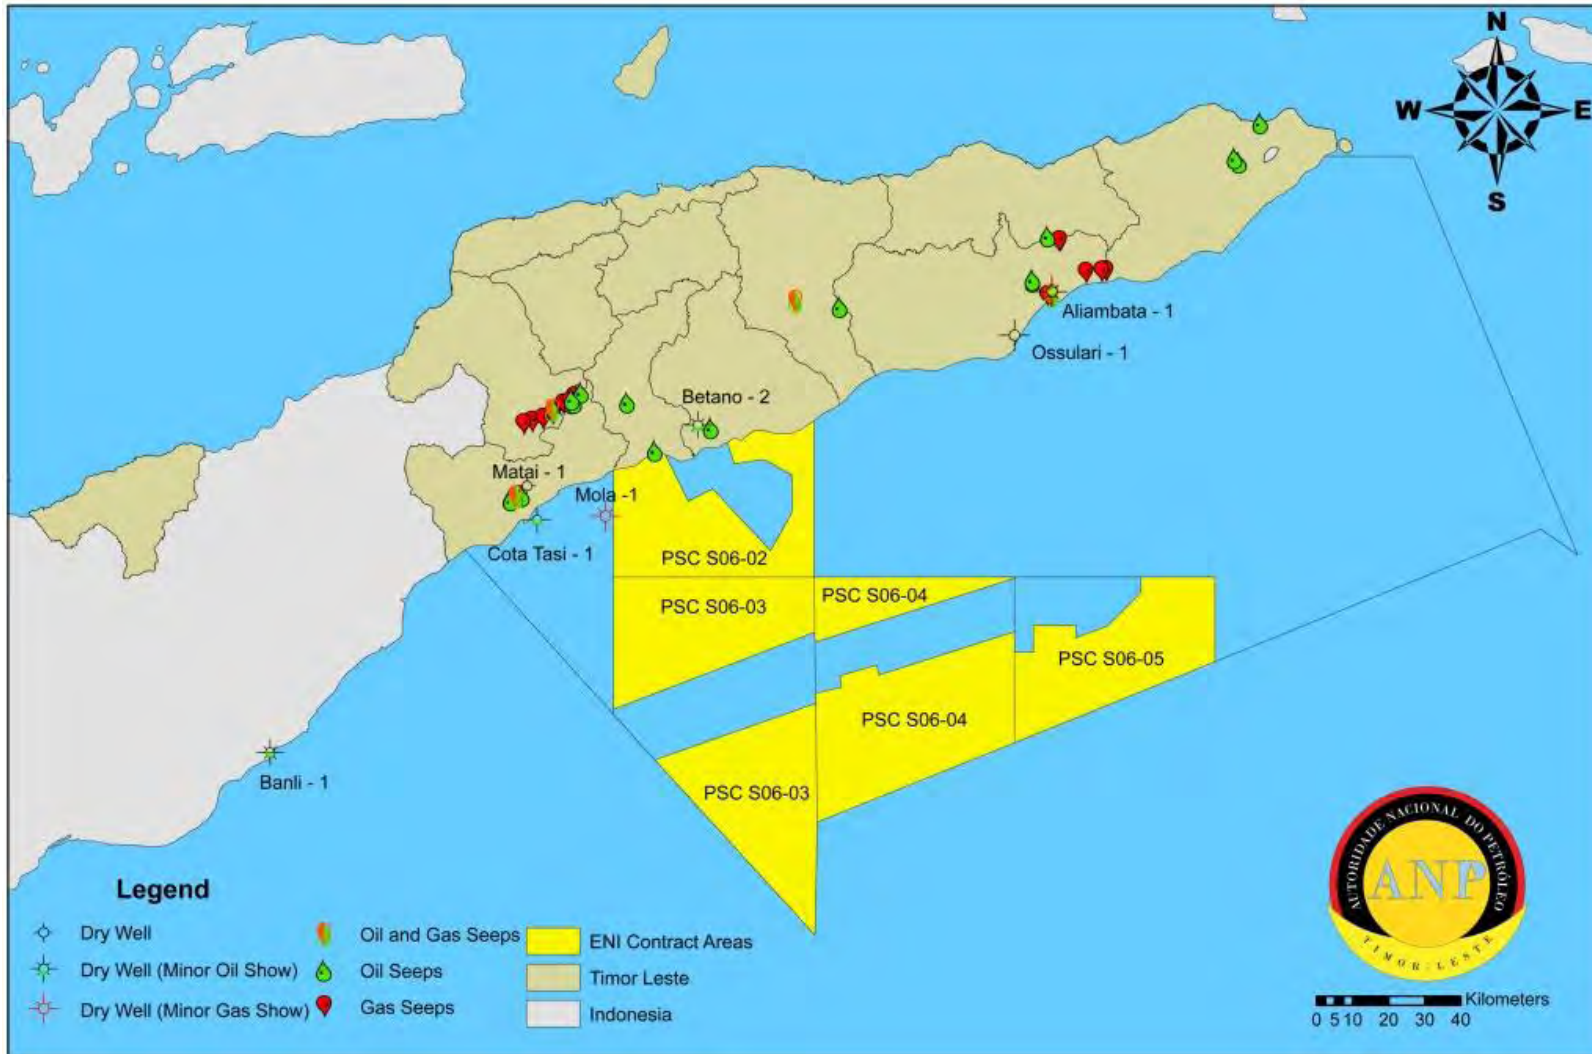 N
W
E
S
Aliambata - 1
Ossulari - 1
Betano - 2
Matai - 1
Mola -1
Cota Tasi - 1
PSC S06-02
PSC S06-03
PSC S06-04
PSC S06-05
PSC S06-04
PSC S06-03
Banli - 1
Legend
Dry Well
Dry Well (Minor Oil Show)
Dry Well (Minor Gas Show)
Oil and Gas Seeps
Oil Seeps
Gas Seeps
ENI Contract Areas
Timor Leste
Indonesia
AUTORIDADE NACIONAL DO PETRÓLEO
ANP
TIMOR-LESTE
Kilometers
0 5 10 20 30 40